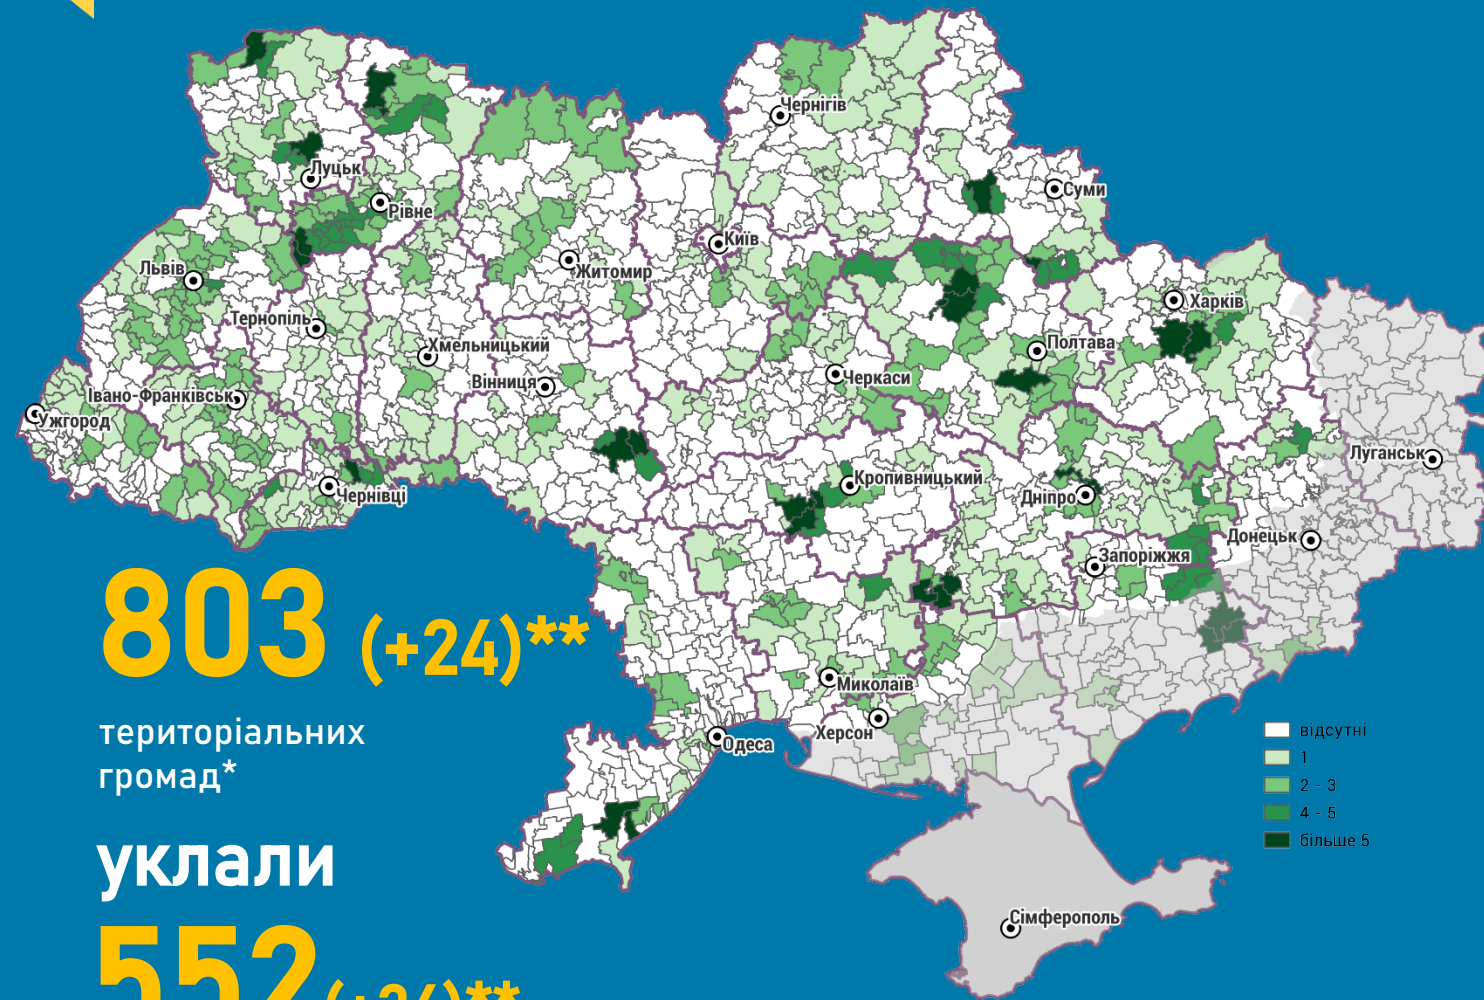 Чернігів
Луцьк
Суми
Рівне
Київ
Львів
Житомир
Харків
Тернопіль
Хмельницький
Полтава
Вінниця
Черкаси
Івано-Франківськ
Ужгород
Луганськ
Кропивницький
Чернівці
Дніпро
Донецьк
Запоріжжя
803 (+24)**
територіальних
громад*
уклали
552 (+24)**
Миколаїв
Херсон
Одеса
Сімферополь
відсутні
1
2 - 3
4 - 5
більше 5